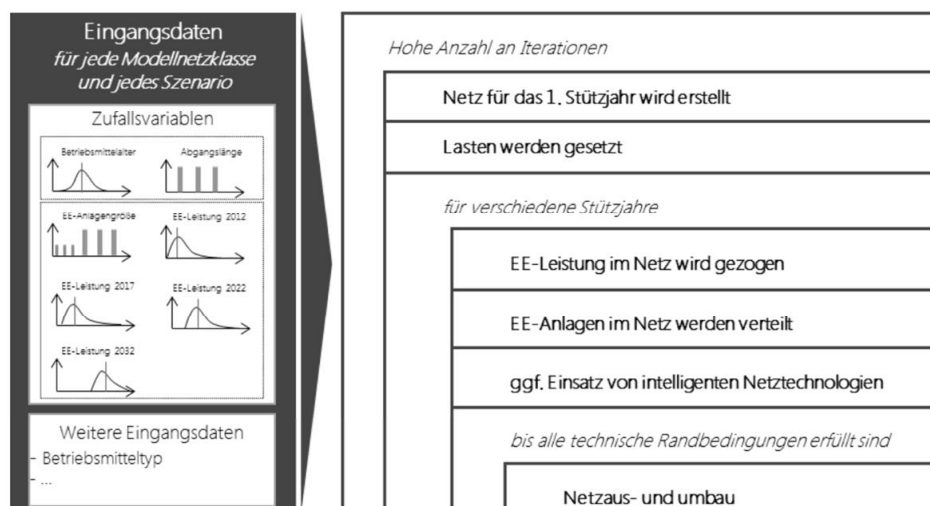 Eingangsdaten
für jede Modellnetzklasse
und jedes Szenario
Zufallsvariablen
Betriebsmittelalter
Abgangslänge
EE-Anlagengröße
EE-Leistung 2012
EE-Leistung 2017
EE-Leistung 2022
EE-Leistung 2032
Weitere Eingangsdaten
- Betriebsmitteltyp
- ...
Hohe Anzahl an Iterationen
Netz für das 1. Stützjahr wird erstellt
Lasten werden gesetzt
für verschiedene Stützjahre
EE-Leistung im Netz wird gezogen
EE-Anlagen im Netz werden verteilt
ggf. Einsatz von intelligenten Netztechnologien
bis alle technische Randbedingungen erfüllt sind
Netzaus- und umbau